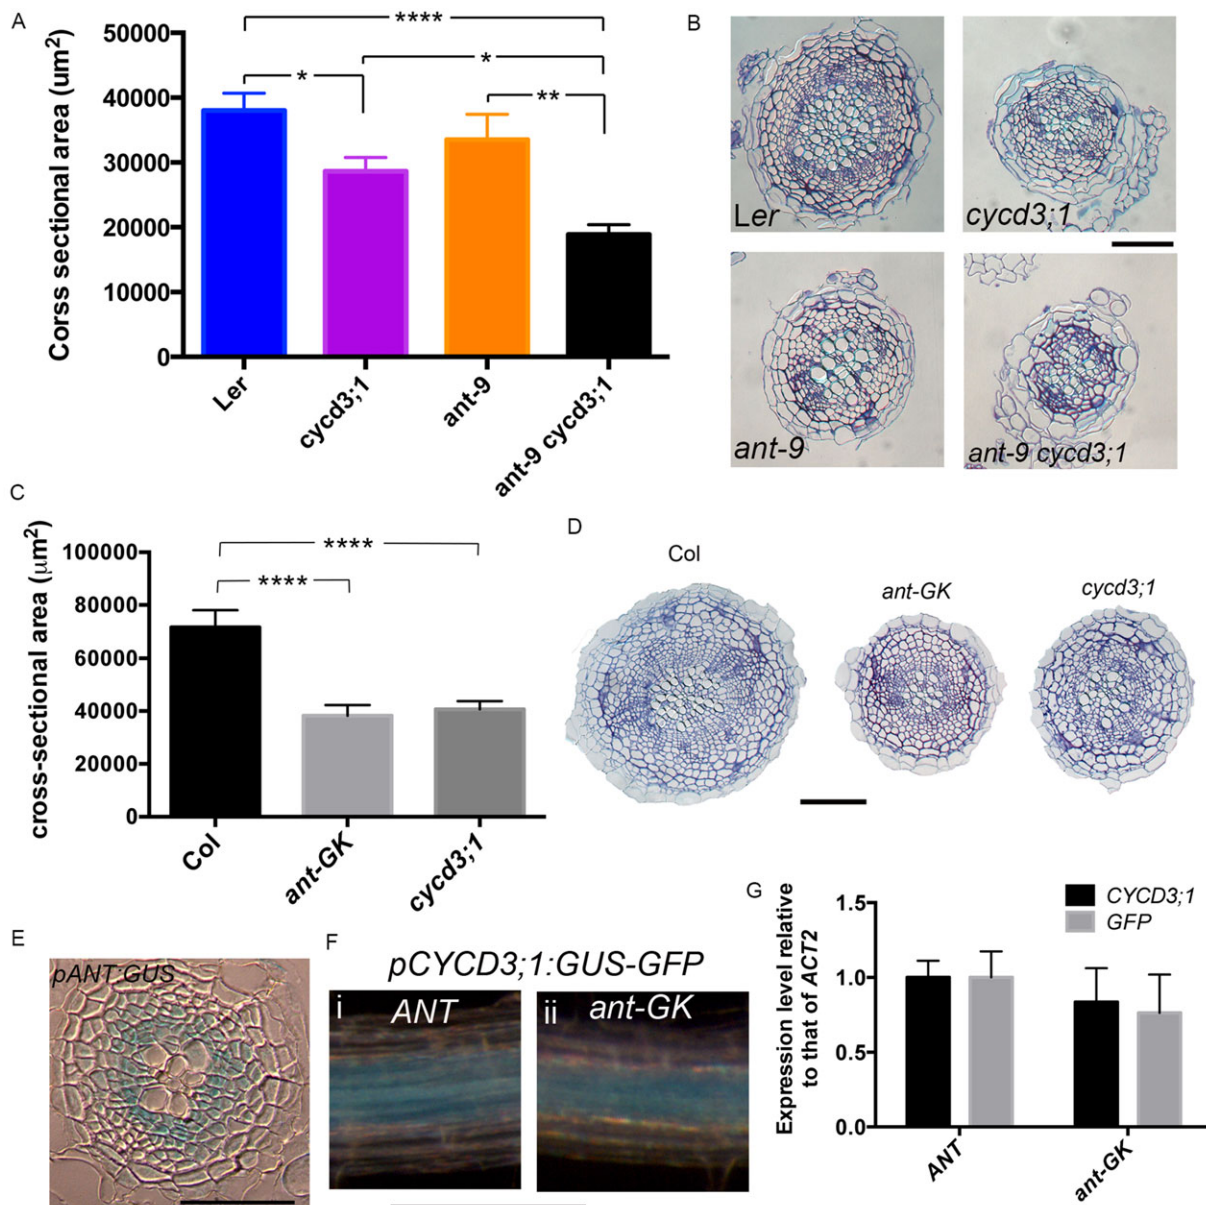 A
Corss sectional area (um²)
50000
40000
30000
20000
10000
0
****
*
*
**
Ler
cycd3;1
ant-9
ant-9 cycd3;1
B
Ler
cycd3;1
ant-9
ant-9 cycd3;1
C
cross-sectional area (μm²)
100000
80000
60000
40000
20000
0
****
****
Col
ant-GK
cycd3;1
D
Col
ant-GK
cycd3;1
E
pANT:GUS
F
pCYCD3;1:GUS-GFP
i
ANT
ii
ant-GK
G
Expression level relative
to that of ACT2
1.5
1.0
0.5
0.0
CYCD3;1
GFP
ANT
ant-GK